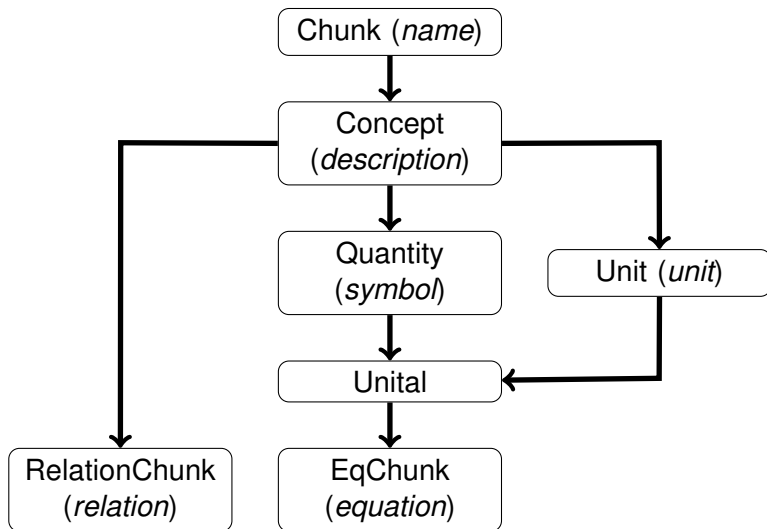 Chunk (name)
Concept
(description)
Quantity
(symbol)
Unit (unit)
Unital
RelationChunk
(relation)
EqChunk
(equation)